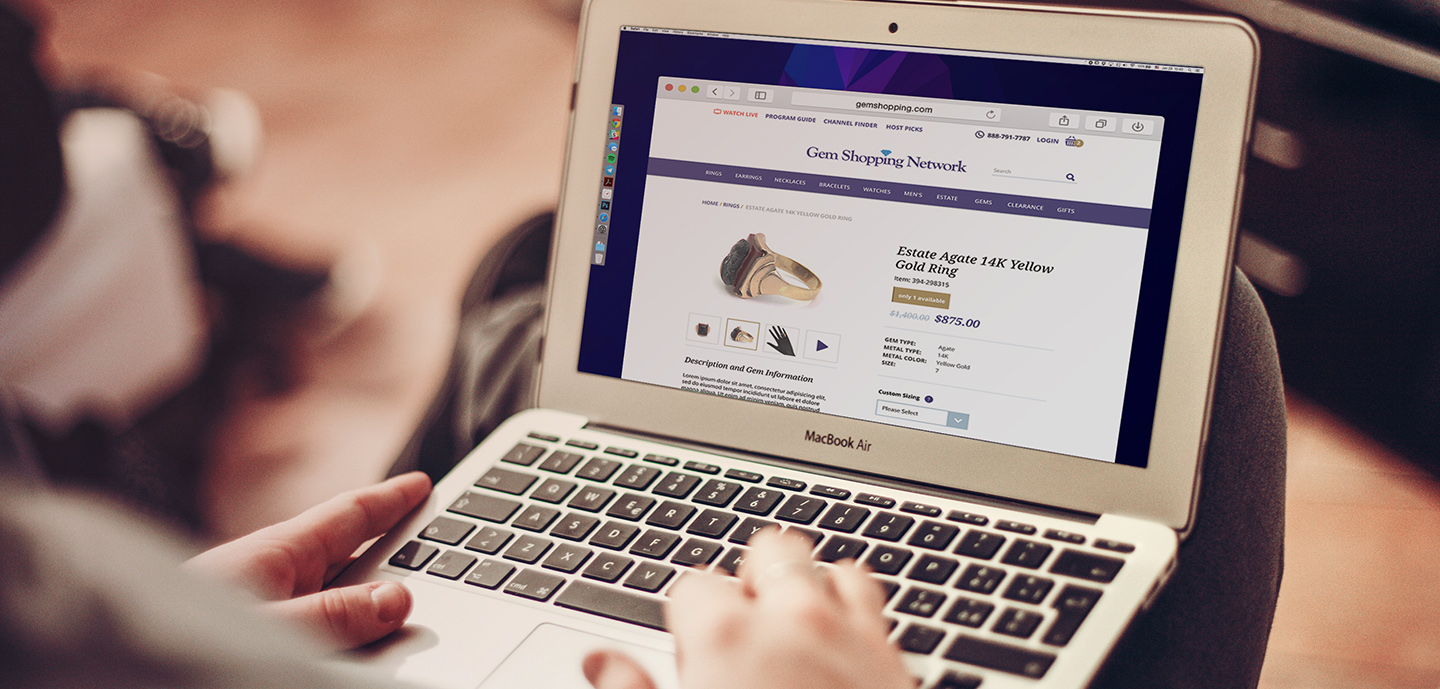 gemshopping.com
WATCH LIVE PROGRAM GUIDE CHANNEL FINDER HOST PICKS
888-791-7787 LOGIN 2
Gem Shopping Network
Search
RINGS EARRINGS NECKLACES BRACELETS WATCHES MEN'S ESTATE GEMS CLEARANCE GIFTS
HOME / RINGS / ESTATE AGATE 14K YELLOW GOLD RING
Estate Agate 14K Yellow
Gold Ring
Item: 394-298315
only 1 available
$1,400.00 $875.00
GEM TYPE: Agate
METAL TYPE: 14K
METAL COLOR: Yellow Gold
SIZE: 7
Description and Gem Information
Lorem ipsum dolor sit amet, consectetur adipisicing elit,
sed do eiusmod tempor incididunt ut labore et dolore
magna aliqua. Ut enim ad minim veniam, quis nostrud
Custom Sizing ?
Please Select
MacBook Air
Q W E R T Y
A S D F G H
Z X C V
cmd